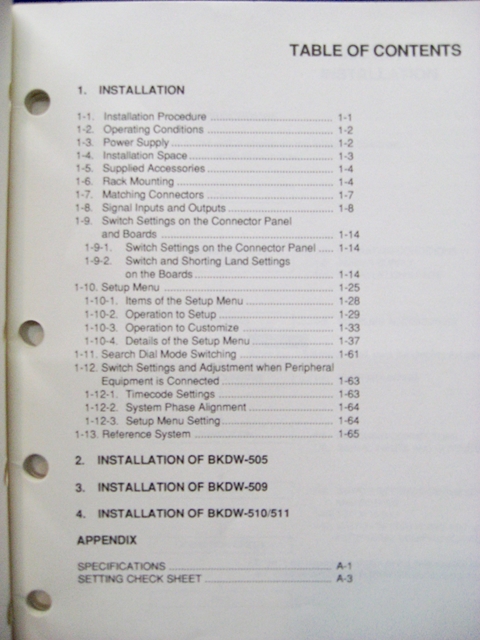 TABLE OF CONTENTS
1. INSTALLATION
1-1. Installation Procedure 1-1
1-2. Operating Conditions 1-2
1-3. Power Supply 1-2
1-4. Installation Space 1-3
1-5. Supplied Accessories 1-4
1-6. Rack Mounting 1-4
1-7. Matching Connectors 1-7
1-8. Signal Inputs and Outputs 1-8
1-9. Switch Settings on the Connector Panel
and Boards 1-14
1-9-1. Switch Settings on the Connector Panel 1-14
1-9-2. Switch and Shorting Land Settings
on the Boards 1-14
1-10. Setup Menu 1-25
1-10-1. Items of the Setup Menu 1-28
1-10-2. Operation to Setup 1-29
1-10-3. Operation to Customize 1-33
1-10-4. Details of the Setup Menu 1-37
1-11. Search Dial Mode Switching 1-61
1-12. Switch Settings and Adjustment when Peripheral
Equipment is Connected 1-63
1-12-1. Timecode Settings 1-63
1-12-2. System Phase Alignment 1-64
1-12-3. Setup Menu Setting 1-64
1-13. Reference System 1-65
2. INSTALLATION OF BKDW-505
3. INSTALLATION OF BKDW-509
4. INSTALLATION OF BKDW-510/511
APPENDIX
SPECIFICATIONS A-1
SETTING CHECK SHEET A-3